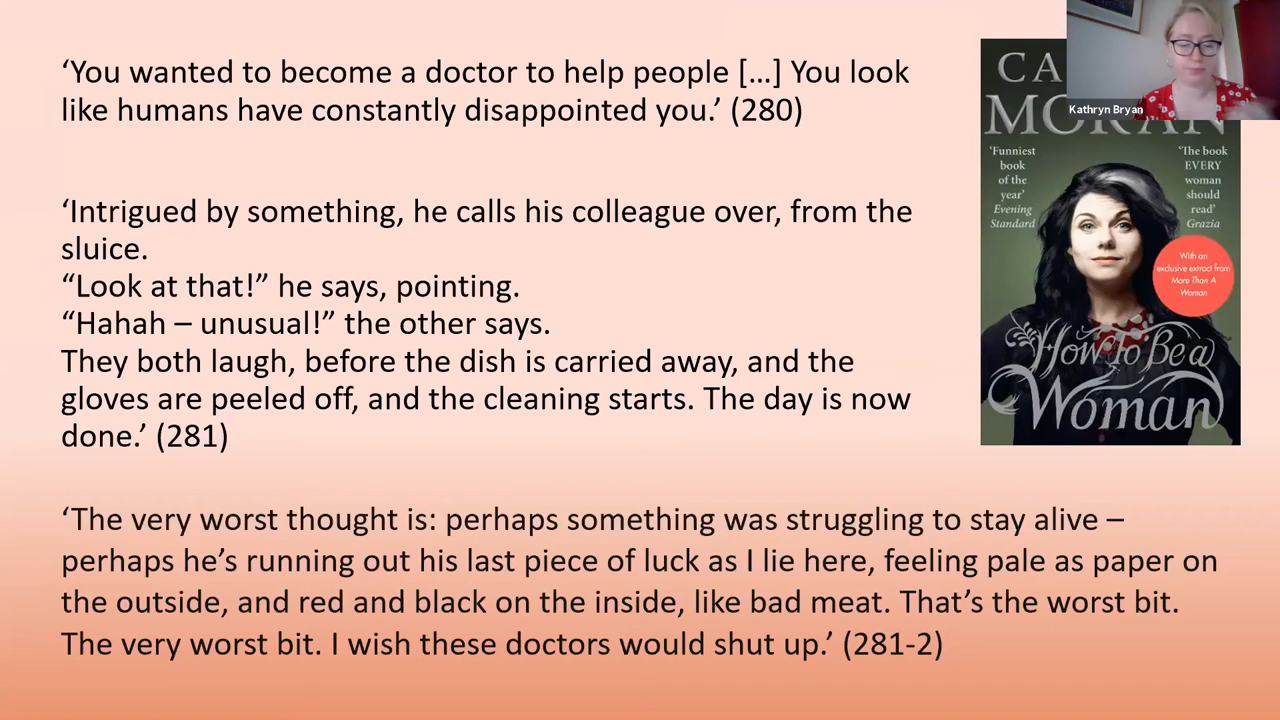 ‘You wanted to become a doctor to help people […] You look
like humans have constantly disappointed you.’ (280)
‘Intrigued by something, he calls his colleague over, from the
sluice.
“Look at that!” he says, pointing.
“Hahah – unusual!” the other says.
They both laugh, before the dish is carried away, and the
gloves are peeled off, and the cleaning starts. The day is now
done.’ (281)
‘The very worst thought is: perhaps something was struggling to stay alive –
perhaps he’s running out his last piece of luck as I lie here, feeling pale as paper on
the outside, and red and black on the inside, like bad meat. That’s the worst bit.
The very worst bit. I wish these doctors would shut up.’ (281-2)
Kathryn Bryan
CA
MORAN
‘Funniest
book
of the
year’
Evening
Standard
‘The book
EVERY
woman
should
read’
Grazia
With an
exclusive extract from
More Than A
Woman
How To Be a
Woman